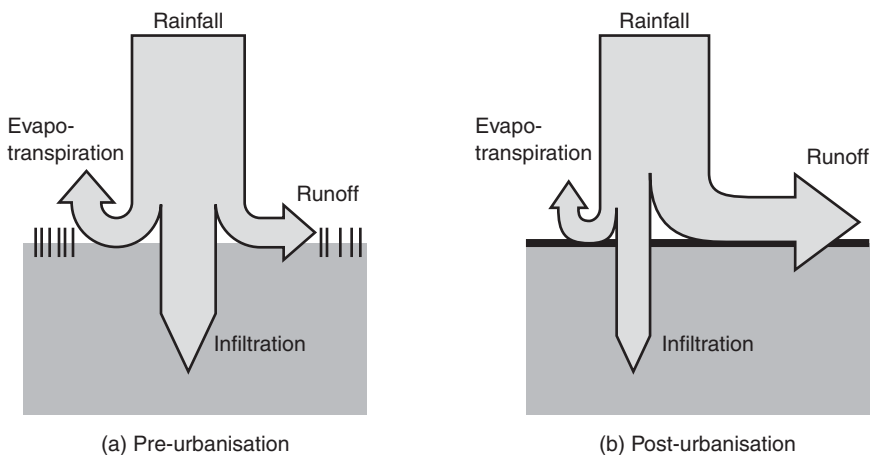 Rainfall
Evapo-
transpiration
Runoff
Infiltration
(a) Pre-urbanisation
Rainfall
Evapo-
transpiration
Runoff
Infiltration
(b) Post-urbanisation